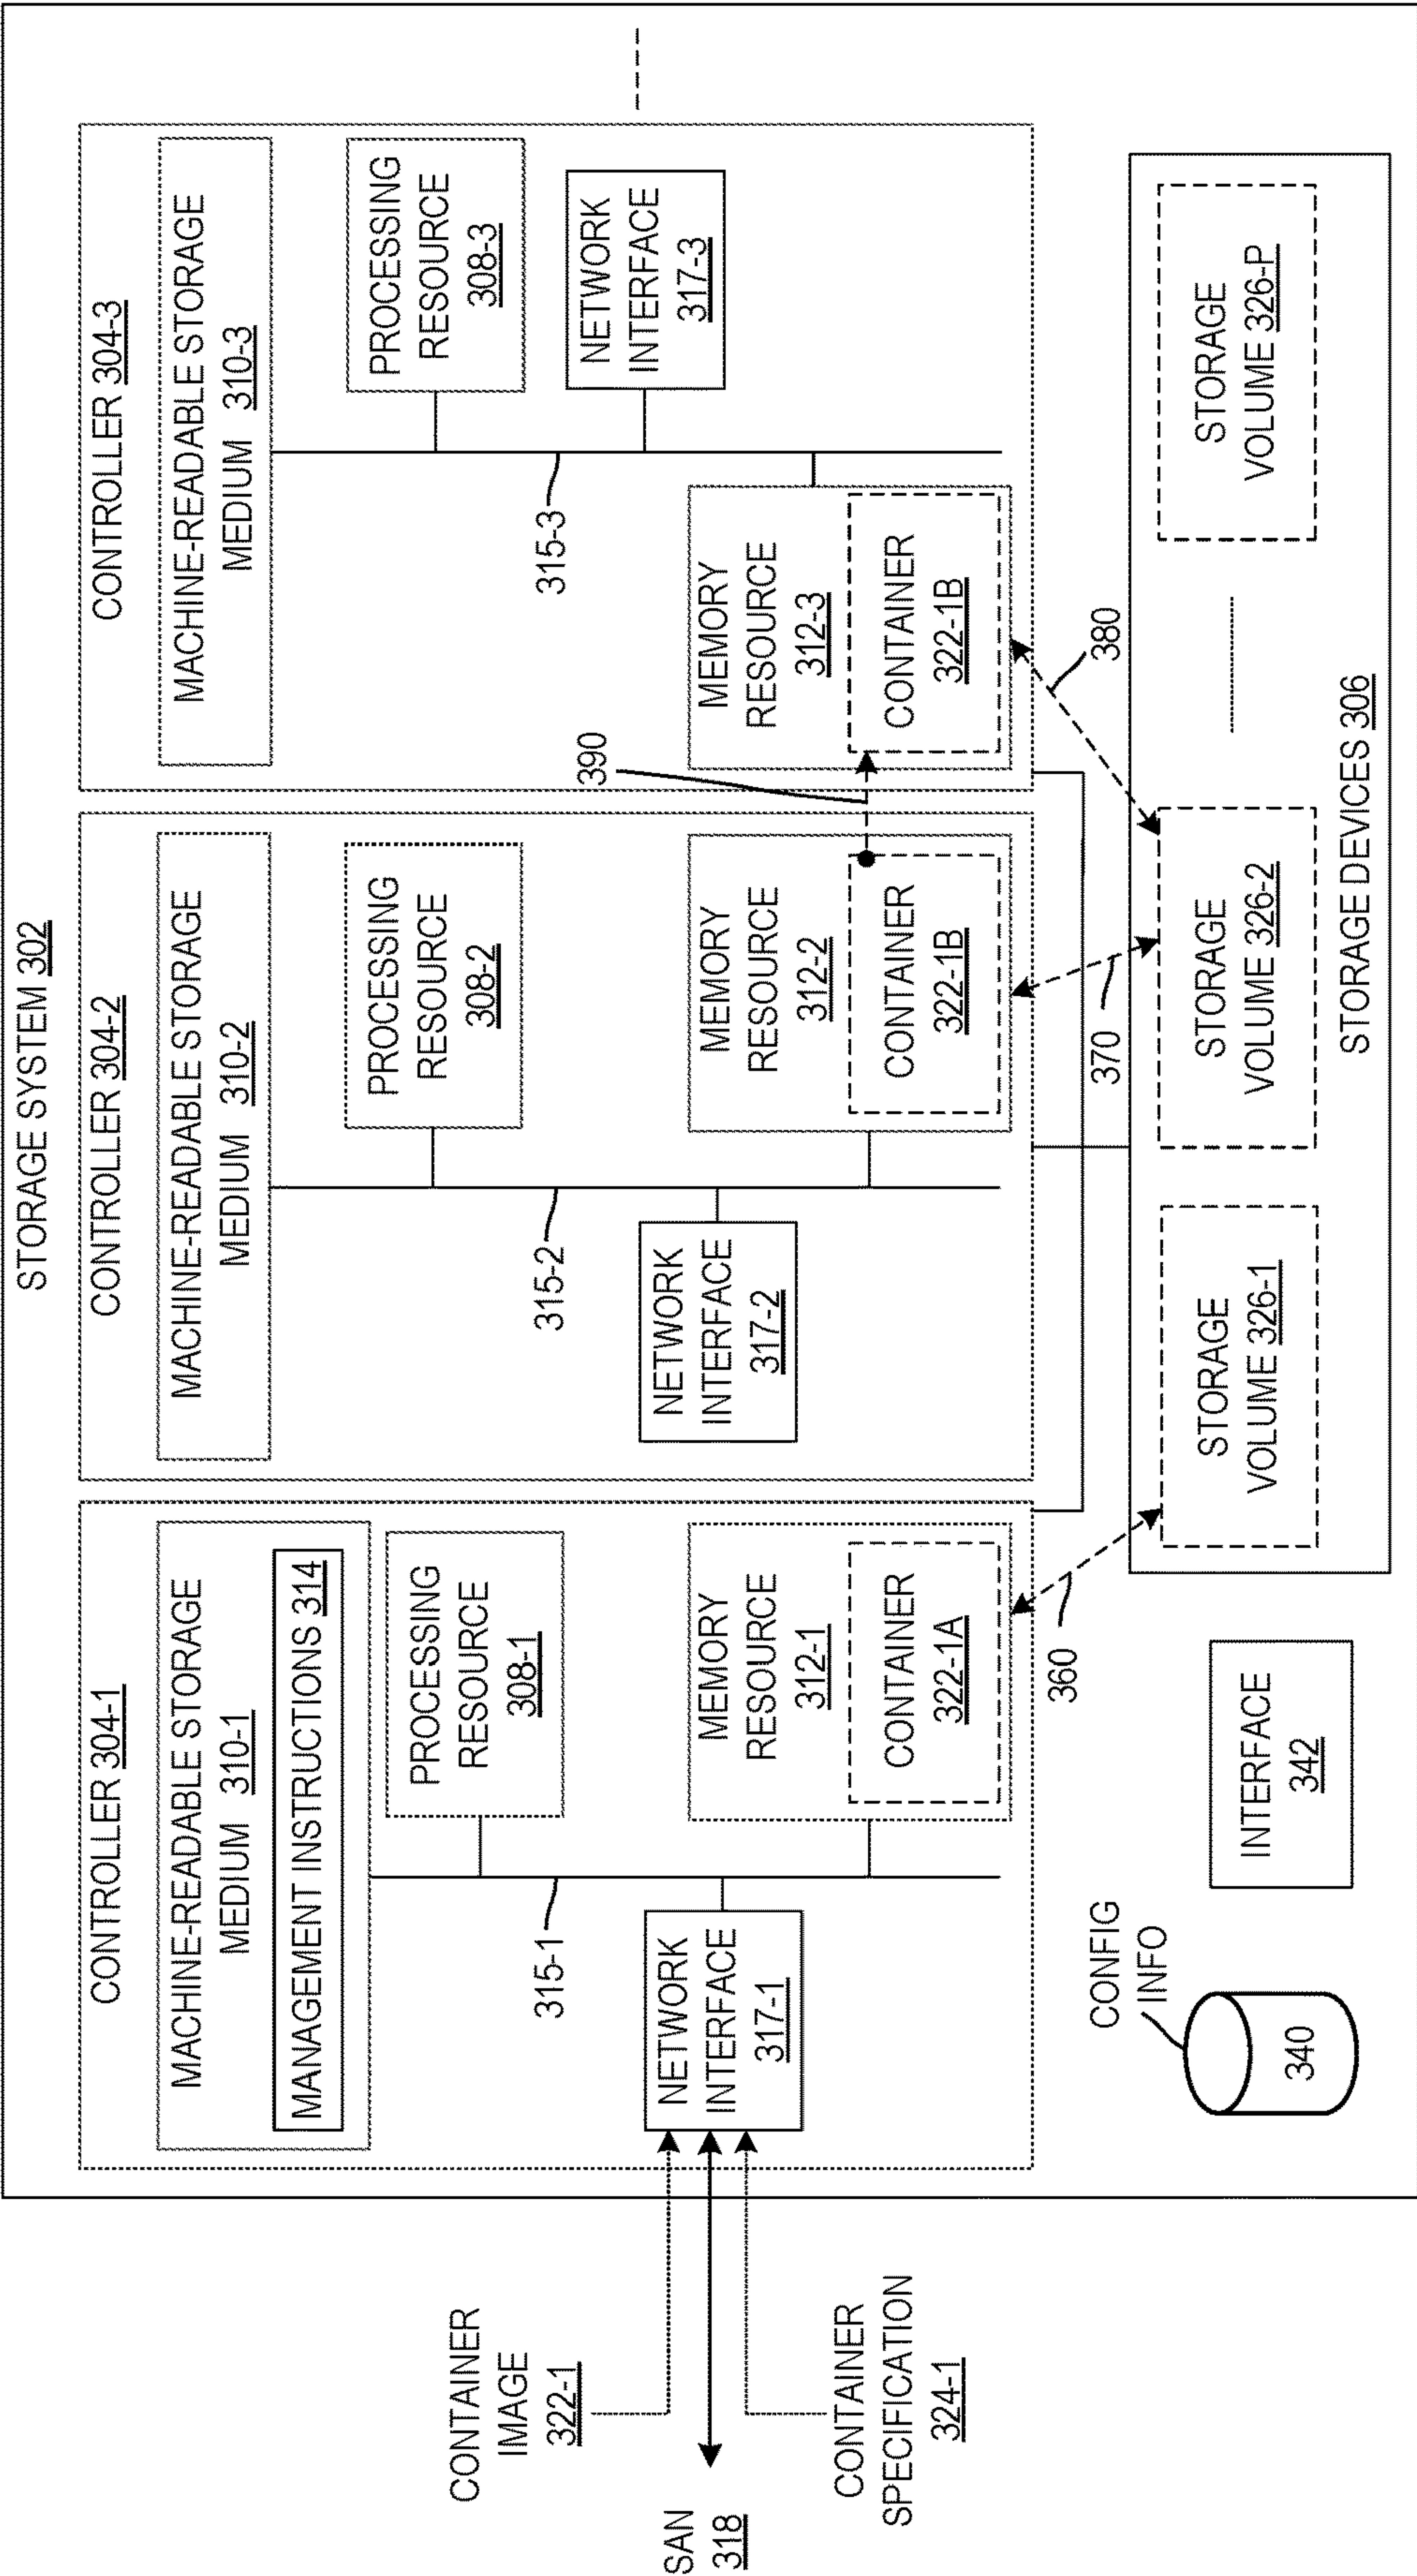 STORAGE SYSTEM 302
CONTROLLER 304-1
MACHINE-READABLE STORAGE
MEDIUM 310-1
MANAGEMENT INSTRUCTIONS 314
PROCESSING
RESOURCE
308-1
315-1
NETWORK
INTERFACE
317-1
MEMORY
RESOURCE
312-1
CONTAINER
322-1A
CONTROLLER 304-2
MACHINE-READABLE STORAGE
MEDIUM 310-2
PROCESSING
RESOURCE
308-2
315-2
NETWORK
INTERFACE
317-2
MEMORY
RESOURCE
312-2
CONTAINER
322-1B
CONTROLLER 304-3
MACHINE-READABLE STORAGE
MEDIUM 310-3
PROCESSING
RESOURCE
308-3
NETWORK
INTERFACE
317-3
315-3
MEMORY
RESOURCE
312-3
CONTAINER
322-1B
390
CONTAINER
IMAGE
322-1
SAN
318
CONTAINER
SPECIFICATION
324-1
360
370
380
CONFIG
INFO
340
INTERFACE
342
STORAGE
VOLUME 326-1
STORAGE
VOLUME 326-2
STORAGE
VOLUME 326-P
STORAGE DEVICES 306